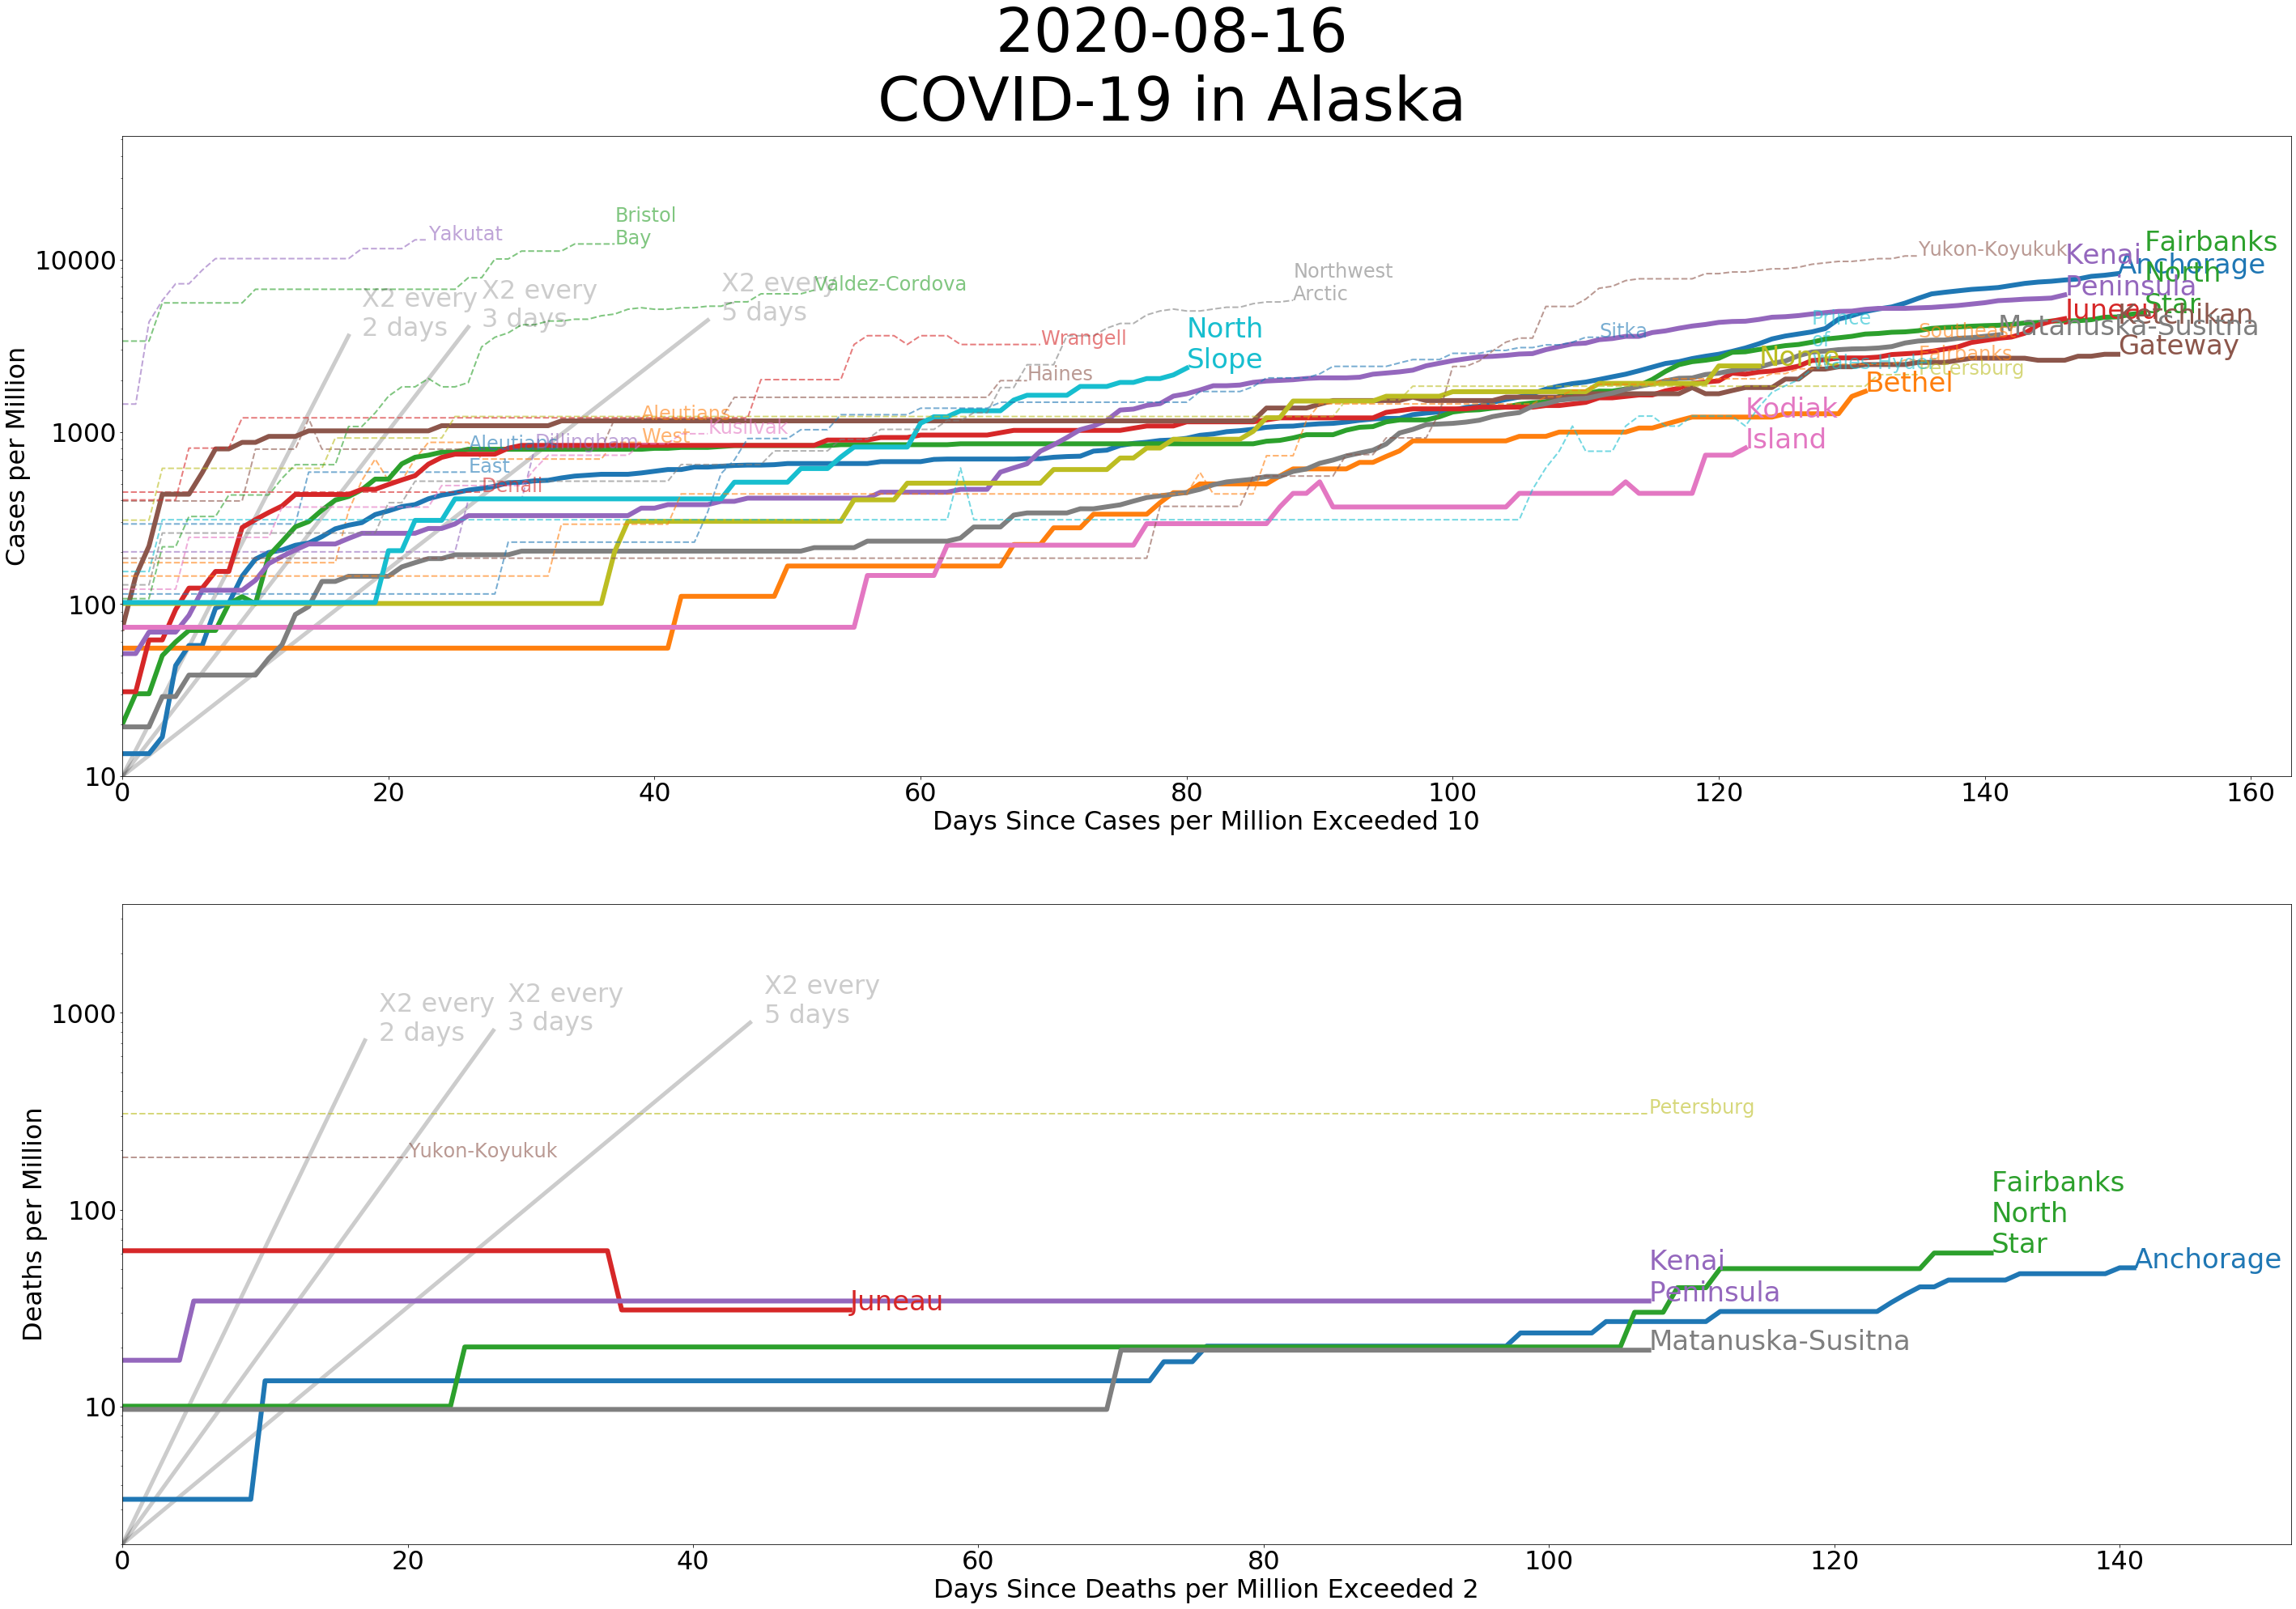 2020-08-16
COVID-19 in Alaska
Cases per Million
10000
1000
100
10
Yakutat
Bristol
Bay
X2 every
2 days
X2 every
3 days
X2 every
5 days
Valdez-Cordova
Northwest
Arctic
Yukon-Koyukuk
Kenai
Peninsula
Fairbanks
North
Star
Anchorage
Juneau
Ketchikan
Gateway
Matanuska-Susitna
Wrangell
North
Slope
Haines
Sitka
Prince
of
Wales-Hyder
Southeast
Fairbanks
Petersburg
Nome
Bethel
Kodiak
Island
Aleutians
West
Kusilvak
Aleutians
East
Dillingham
Denali
0 20 40 60 80 100 120 140 160
Days Since Cases per Million Exceeded 10
Deaths per Million
1000
100
10
X2 every
2 days
X2 every
3 days
X2 every
5 days
Petersburg
Yukon-Koyukuk
Fairbanks
North
Star
Kenai
Peninsula
Anchorage
Juneau
Matanuska-Susitna
0 20 40 60 80 100 120 140
Days Since Deaths per Million Exceeded 2